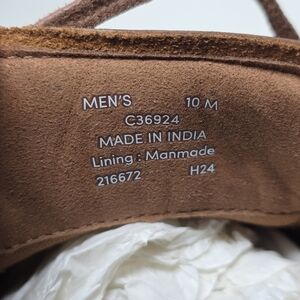 MEN'S 10 M
C36924
MADE IN INDIA
Lining : Manmade
216672 H24